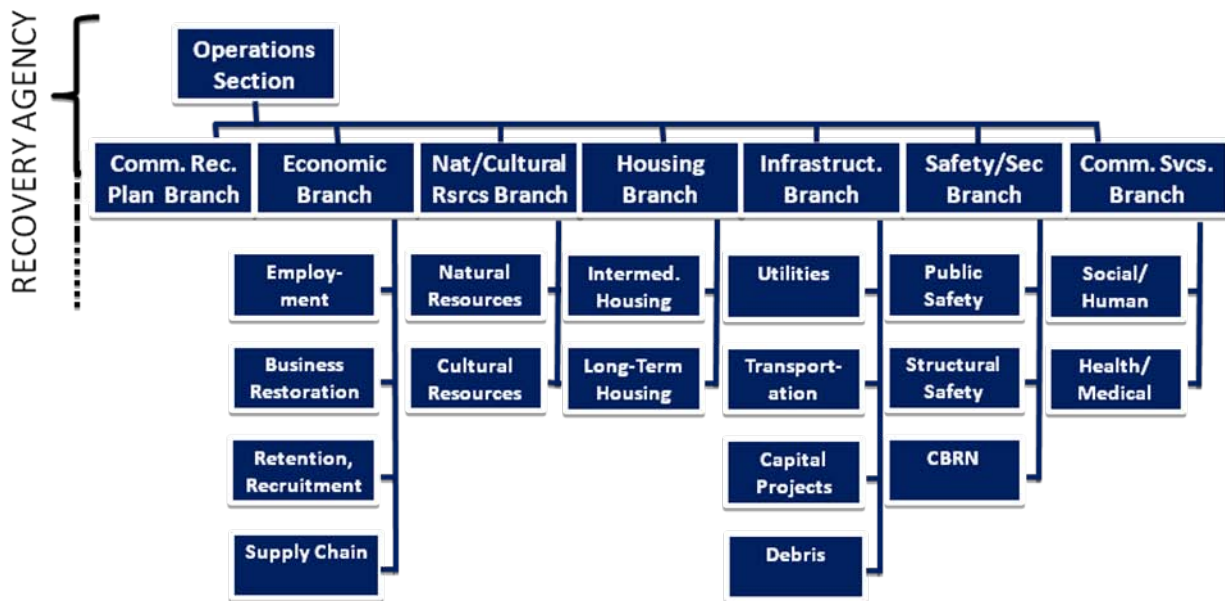 RECOVERY AGENCY
Operations
Section
Comm. Rec.
Plan Branch
Economic
Branch
Nat/Cultural
Rsrcs Branch
Housing
Branch
Infrastruct.
Branch
Safety/Sec
Branch
Comm. Svcs.
Branch
Employ-
ment
Business
Restoration
Retention,
Recruitment
Supply Chain
Natural
Resources
Cultural
Resources
Intermed.
Housing
Long-Term
Housing
Utilities
Transport-
ation
Capital
Projects
Debris
Public
Safety
Structural
Safety
CBRN
Social/
Human
Health/
Medical